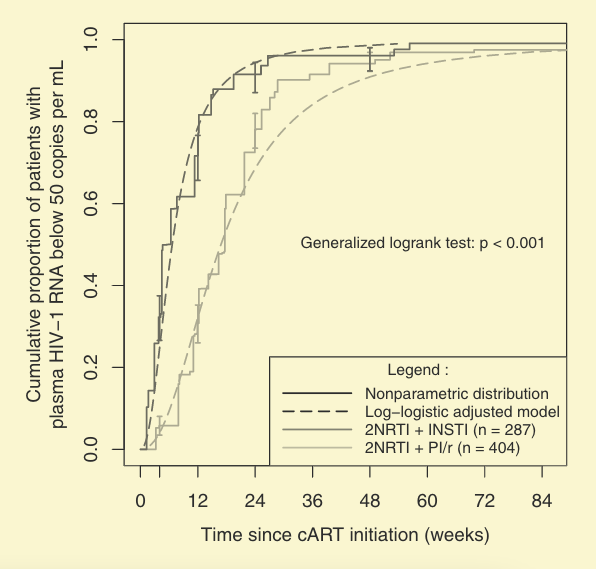 Cumulative proportion of patients with
plasma HIV−1 RNA below 50 copies per mL
1.0
0.8
0.6
0.4
0.2
0.0
Generalized logrank test: p < 0.001
Legend :
Nonparametric distribution
Log−logistic adjusted model
2NRTI + INSTI (n = 287)
2NRTI + PI/r (n = 404)
0 12 24 36 48 60 72 84
Time since cART initiation (weeks)